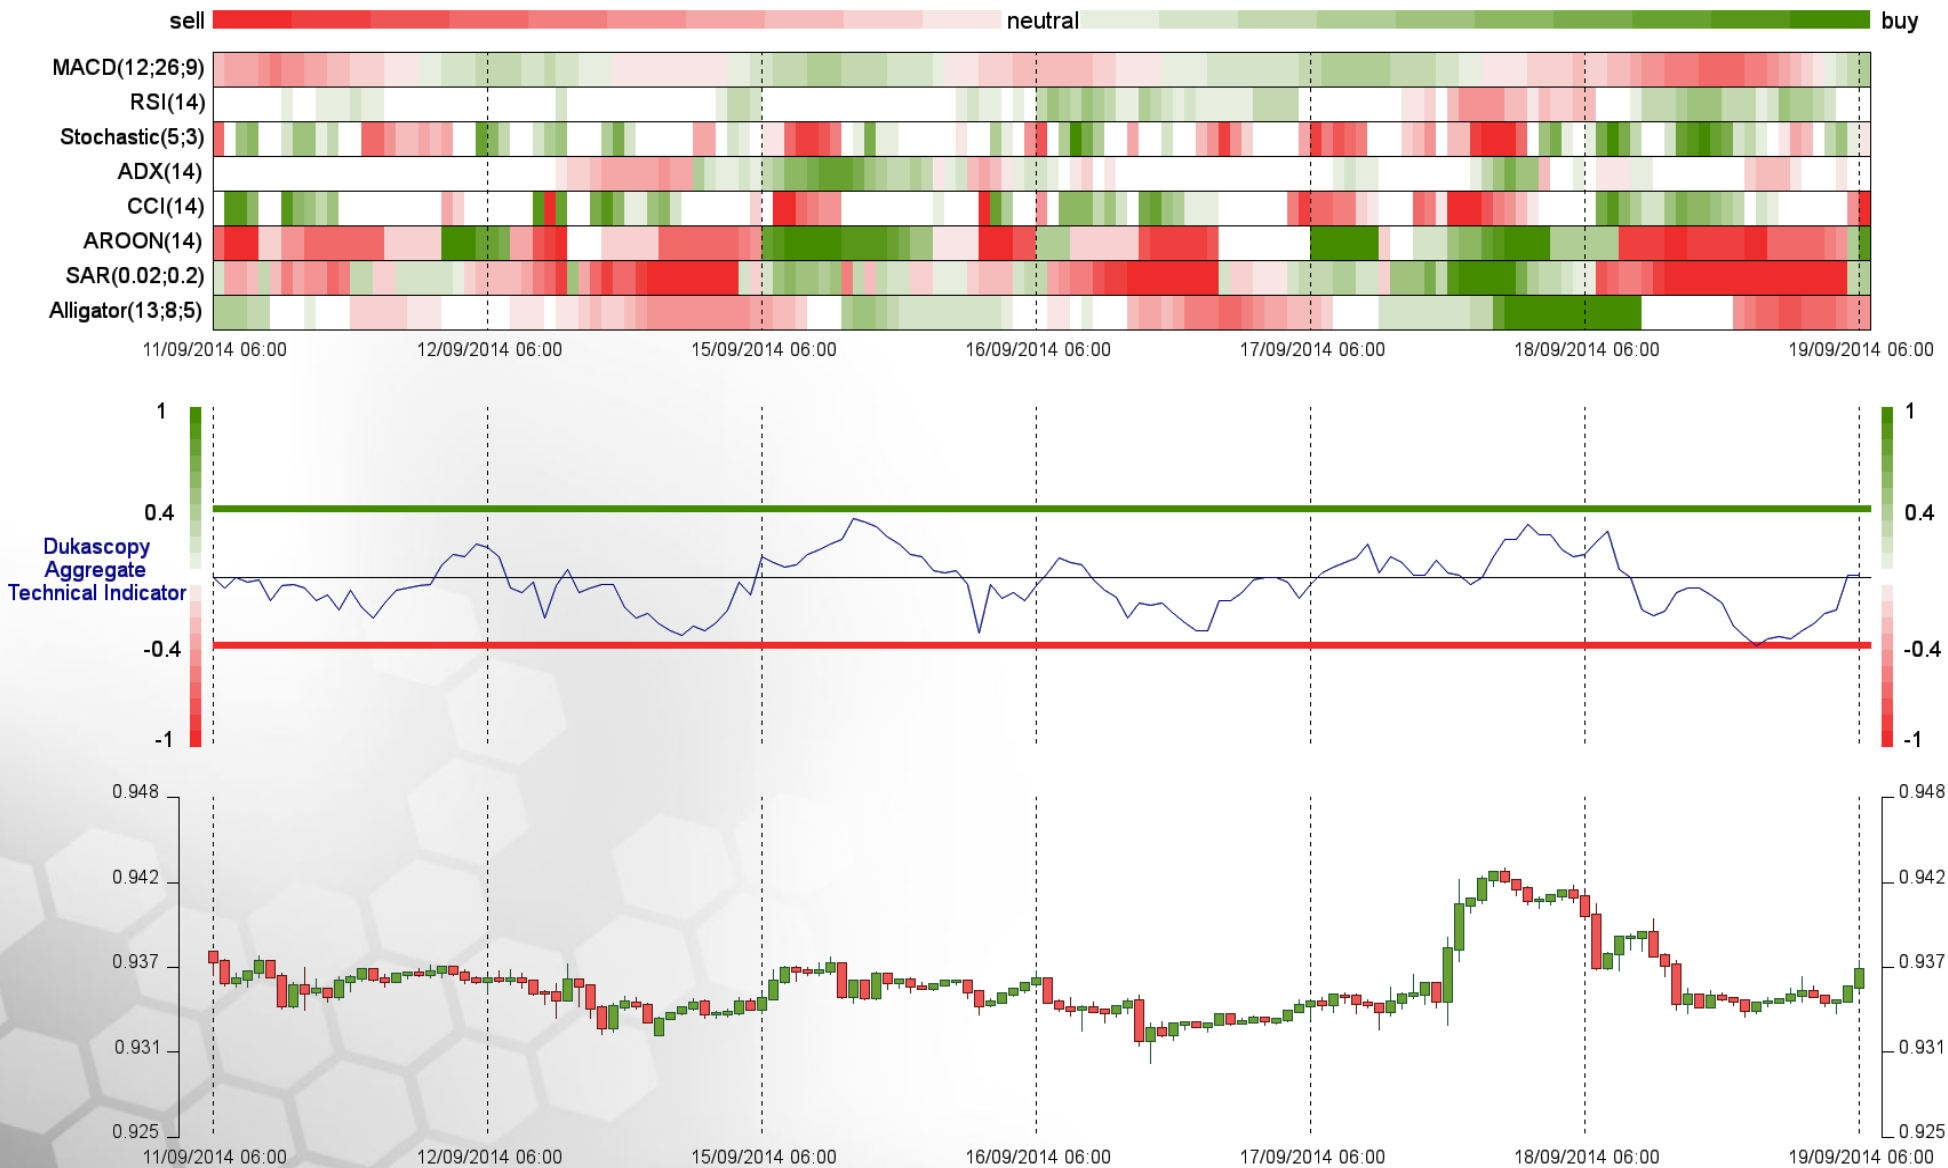 sell neutral buy
MACD(12;26;9)
RSI(14)
Stochastic(5;3)
ADX(14)
CCI(14)
AROON(14)
SAR(0.02;0.2)
Alligator(13;8;5)
11/09/2014 06:00 12/09/2014 06:00 15/09/2014 06:00 16/09/2014 06:00 17/09/2014 06:00 18/09/2014 06:00 19/09/2014 06:00
1 1
0.4 0.4
Dukascopy
Aggregate
Technical Indicator
-0.4 -0.4
-1 -1
0.948 0.948
0.942 0.942
0.937 0.937
0.931 0.931
0.925 0.925
11/09/2014 06:00 12/09/2014 06:00 15/09/2014 06:00 16/09/2014 06:00 17/09/2014 06:00 18/09/2014 06:00 19/09/2014 06:00